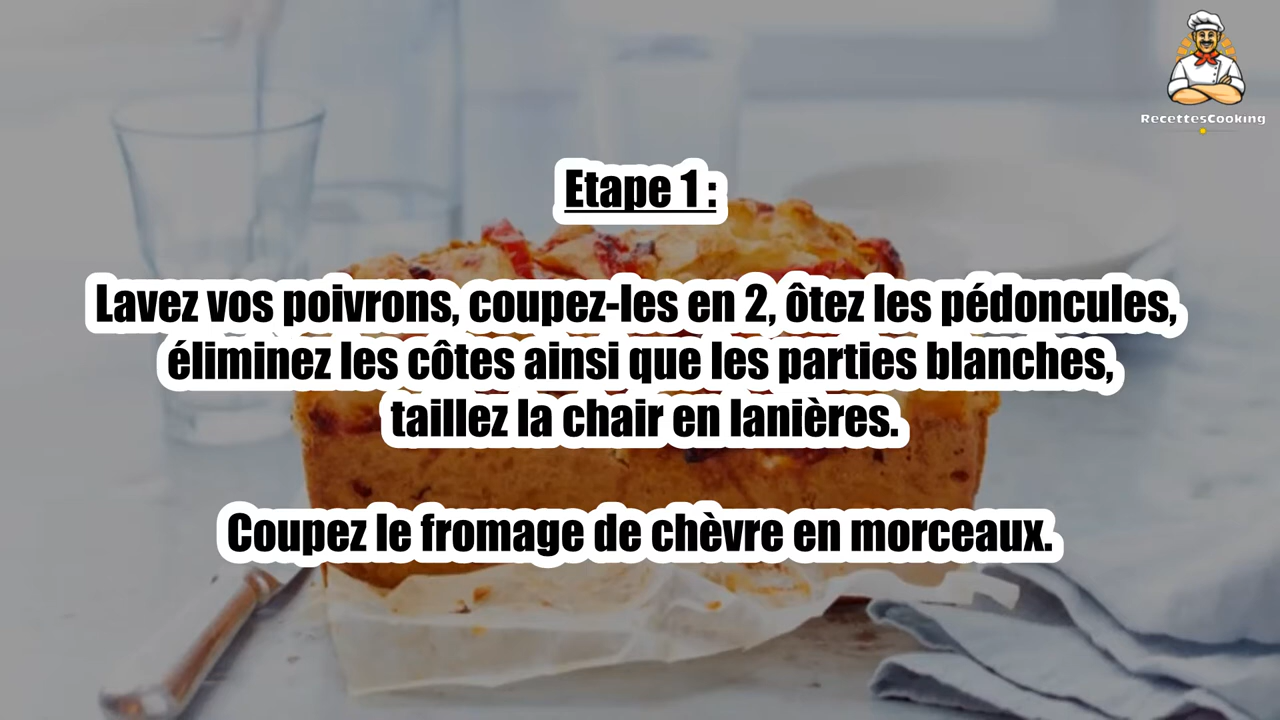 RecettesCooking
Etape 1 :
Lavez vos poivrons, coupez-les en 2, ôtez les pédoncules,
éliminez les côtes ainsi que les parties blanches,
taillez la chair en lanières.
Coupez le fromage de chèvre en morceaux.